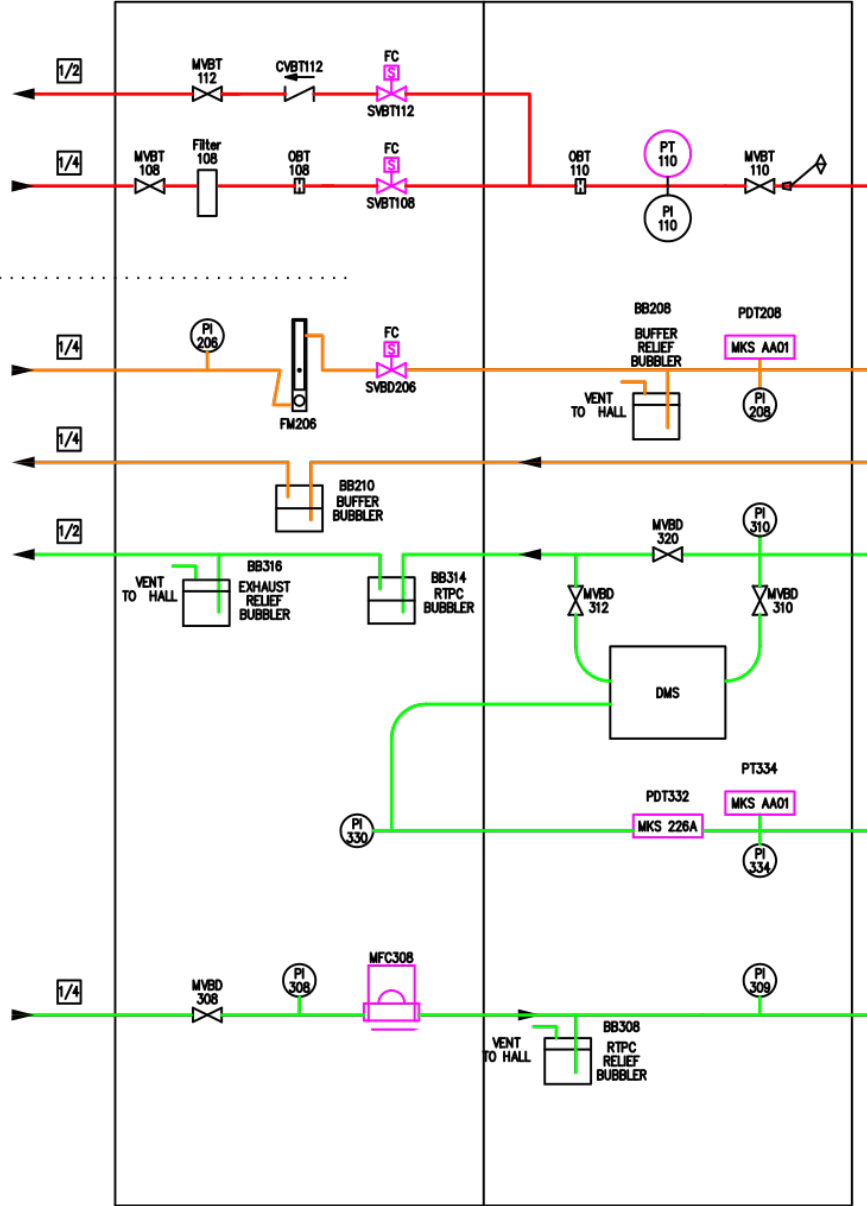 1/2
MVBT
112
CVBT112
FC
S
SVBT112
1/4
MVBT
108
Filter
108
OBT
108
FC
S
SVBT108
OBT
110
PT
110
PI
110
MVBT
110
1/4
PI
206
FM206
FC
S
SVBD206
BB208
BUFFER
RELIEF
BUBBLER
VENT
TO HALL
PDT208
MKS AA01
PI
208
1/4
BB210
BUFFER
BUBBLER
1/2
VENT
TO HALL
BB316
EXHAUST
RELIEF
BUBBLER
BB314
RTPC
BUBBLER
MVBD
320
PI
310
MVBD
312
MVBD
310
DMS
PI
330
PDT332
MKS 226A
PT334
MKS AA01
PI
334
1/4
MVBD
308
PI
308
MFC308
VENT
TO HALL
BB308
RTPC
RELIEF
BUBBLER
PI
309